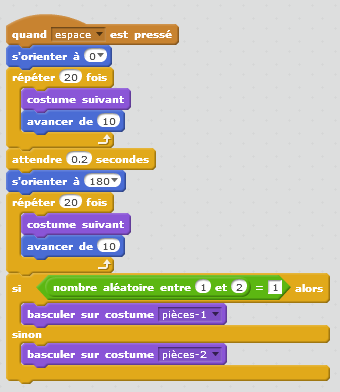 quand espace est pressé
s'orienter à 0
répéter 20 fois
costume suivant
avancer de 10
attendre 0.2 secondes
s'orienter à 180
répéter 20 fois
costume suivant
avancer de 10
si nombre aléatoire entre 1 et 2 = 1 alors
basculer sur costume pièces-1
sinon
basculer sur costume pièces-2